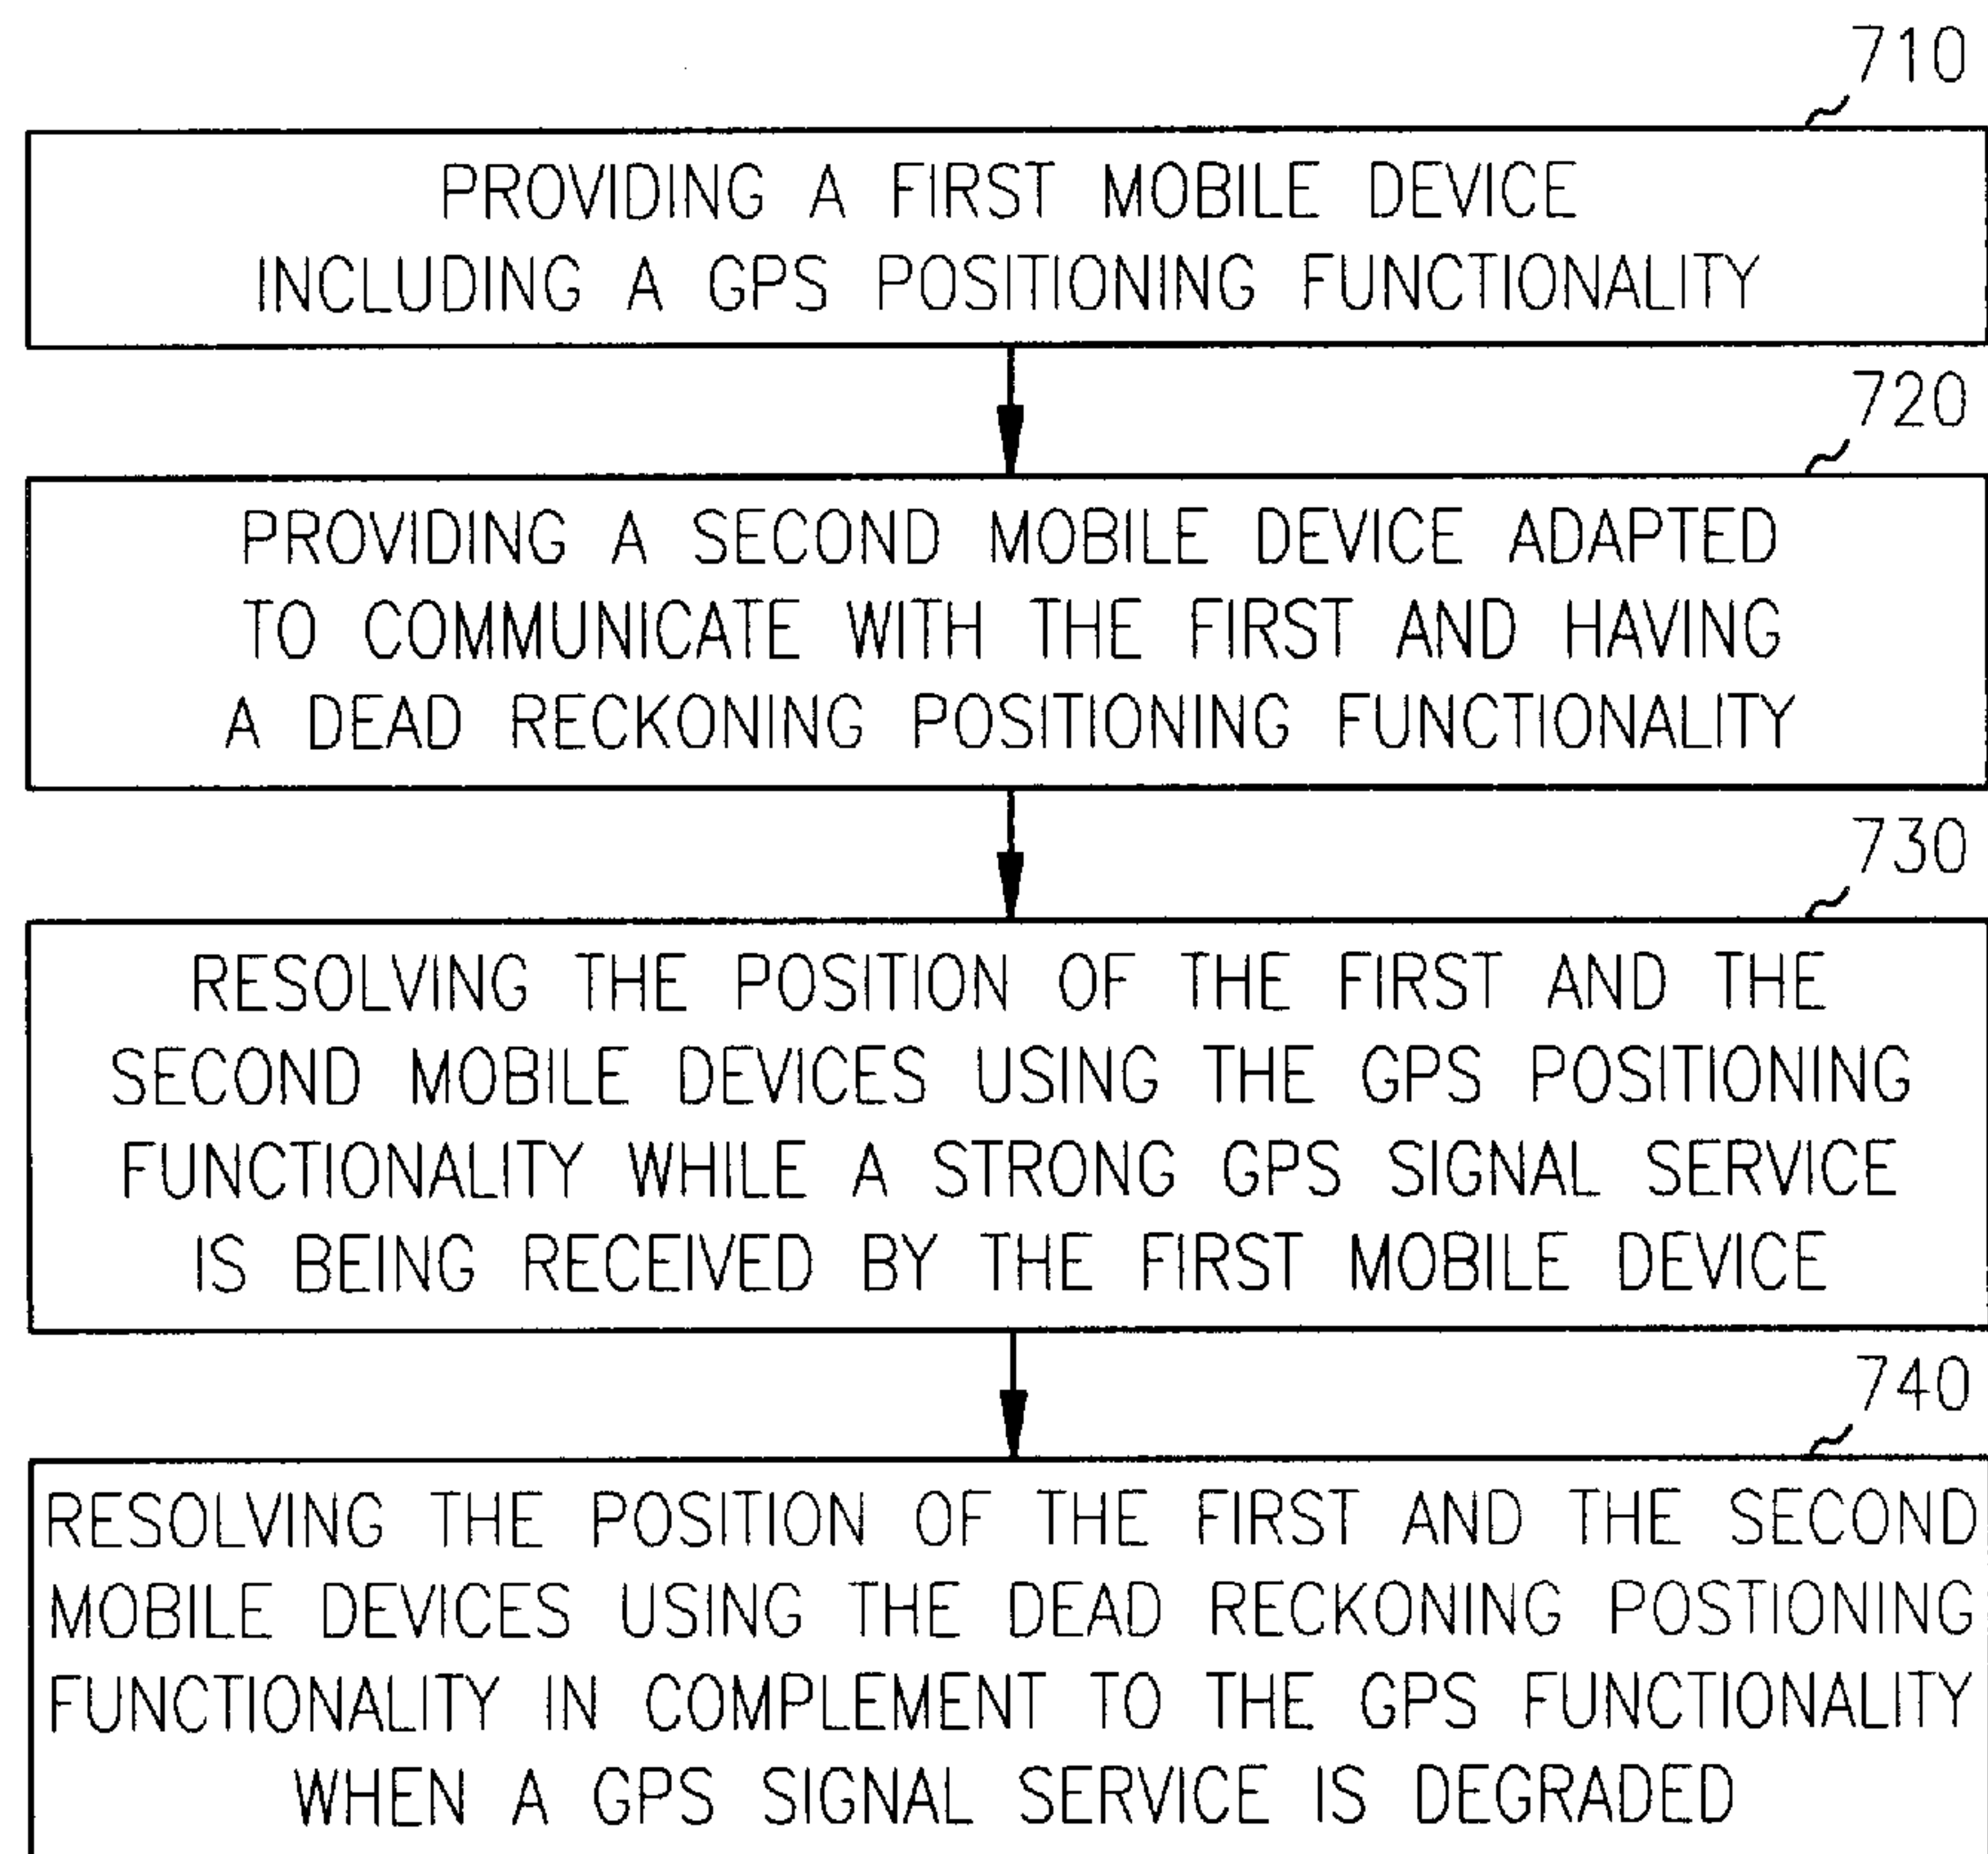 710
PROVIDING A FIRST MOBILE DEVICE
INCLUDING A GPS POSITIONING FUNCTIONALITY
720
PROVIDING A SECOND MOBILE DEVICE ADAPTED
TO COMMUNICATE WITH THE FIRST AND HAVING
A DEAD RECKONING POSITIONING FUNCTIONALITY
730
RESOLVING THE POSITION OF THE FIRST AND THE
SECOND MOBILE DEVICES USING THE GPS POSITIONING
FUNCTIONALITY WHILE A STRONG GPS SIGNAL SERVICE
IS BEING RECEIVED BY THE FIRST MOBILE DEVICE
740
RESOLVING THE POSITION OF THE FIRST AND THE SECOND
MOBILE DEVICES USING THE DEAD RECKONING POSTIONING
FUNCTIONALITY IN COMPLEMENT TO THE GPS FUNCTIONALITY
WHEN A GPS SIGNAL SERVICE IS DEGRADED